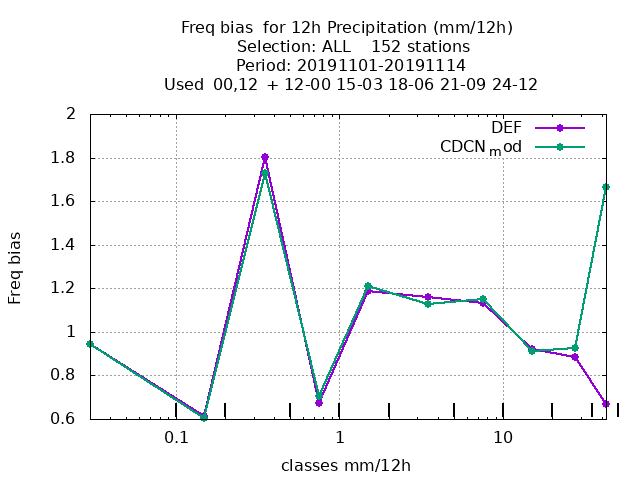 Freq bias  for 12h Precipitation (mm/12h)
Selection: ALL    152 stations
Period: 20191101-20191114
Used  00,12  + 12-00 15-03 18-06 21-09 24-12
DEF
CDCNmod
2
1.8
1.6
1.4
1.2
1
0.8
0.6
Freq bias
0.1 1 10
classes mm/12h